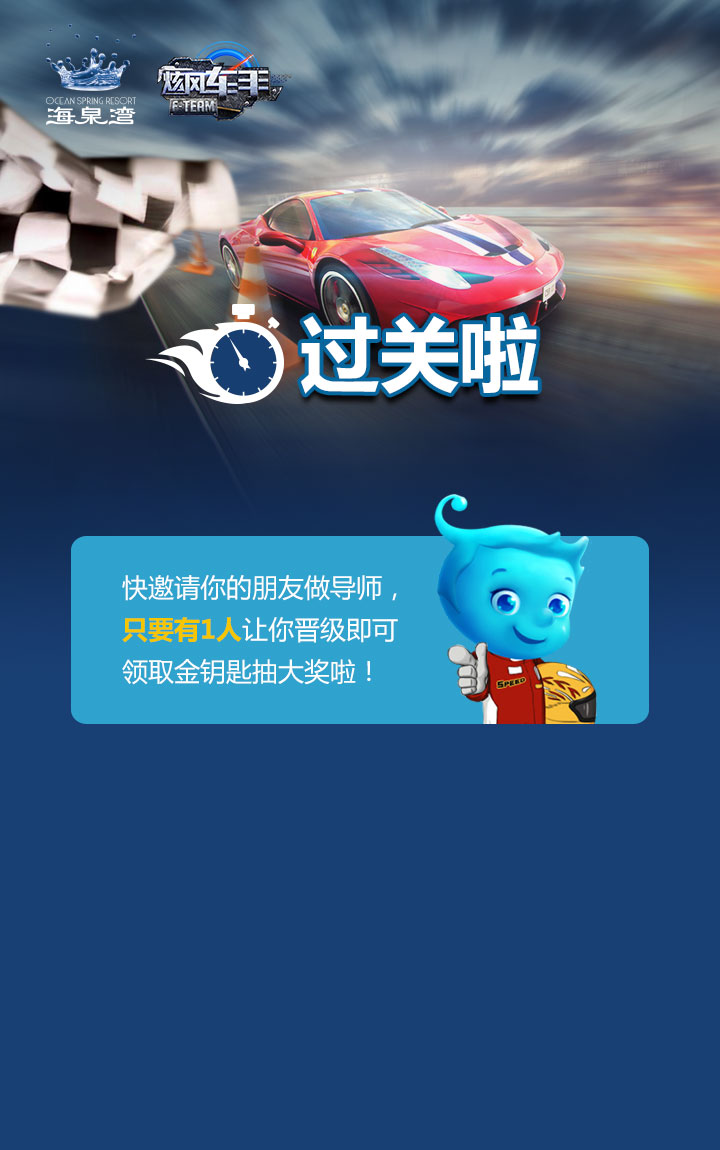 OCEAN SPRING RESORT
海泉湾
炫风车手
F-TEAM
过关啦
快邀请你的朋友做导师，
只要有1人让你晋级即可
领取金钥匙抽大奖啦！
SPEED